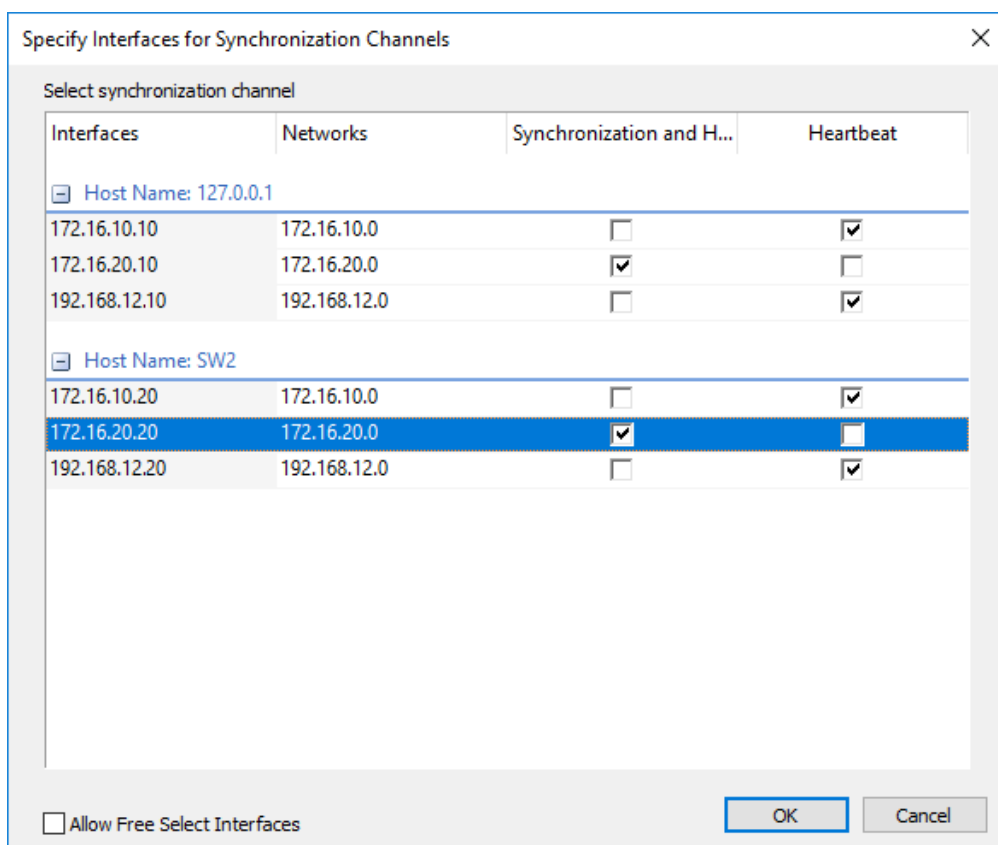 Specify Interfaces for Synchronization Channels
Select synchronization channel
Interfaces Networks Synchronization and H... Heartbeat
Host Name: 127.0.0.1
172.16.10.10 172.16.10.0
172.16.20.10 172.16.20.0
192.168.12.10 192.168.12.0
Host Name: SW2
172.16.10.20 172.16.10.0
172.16.20.20 172.16.20.0
192.168.12.20 192.168.12.0
Allow Free Select Interfaces OK Cancel